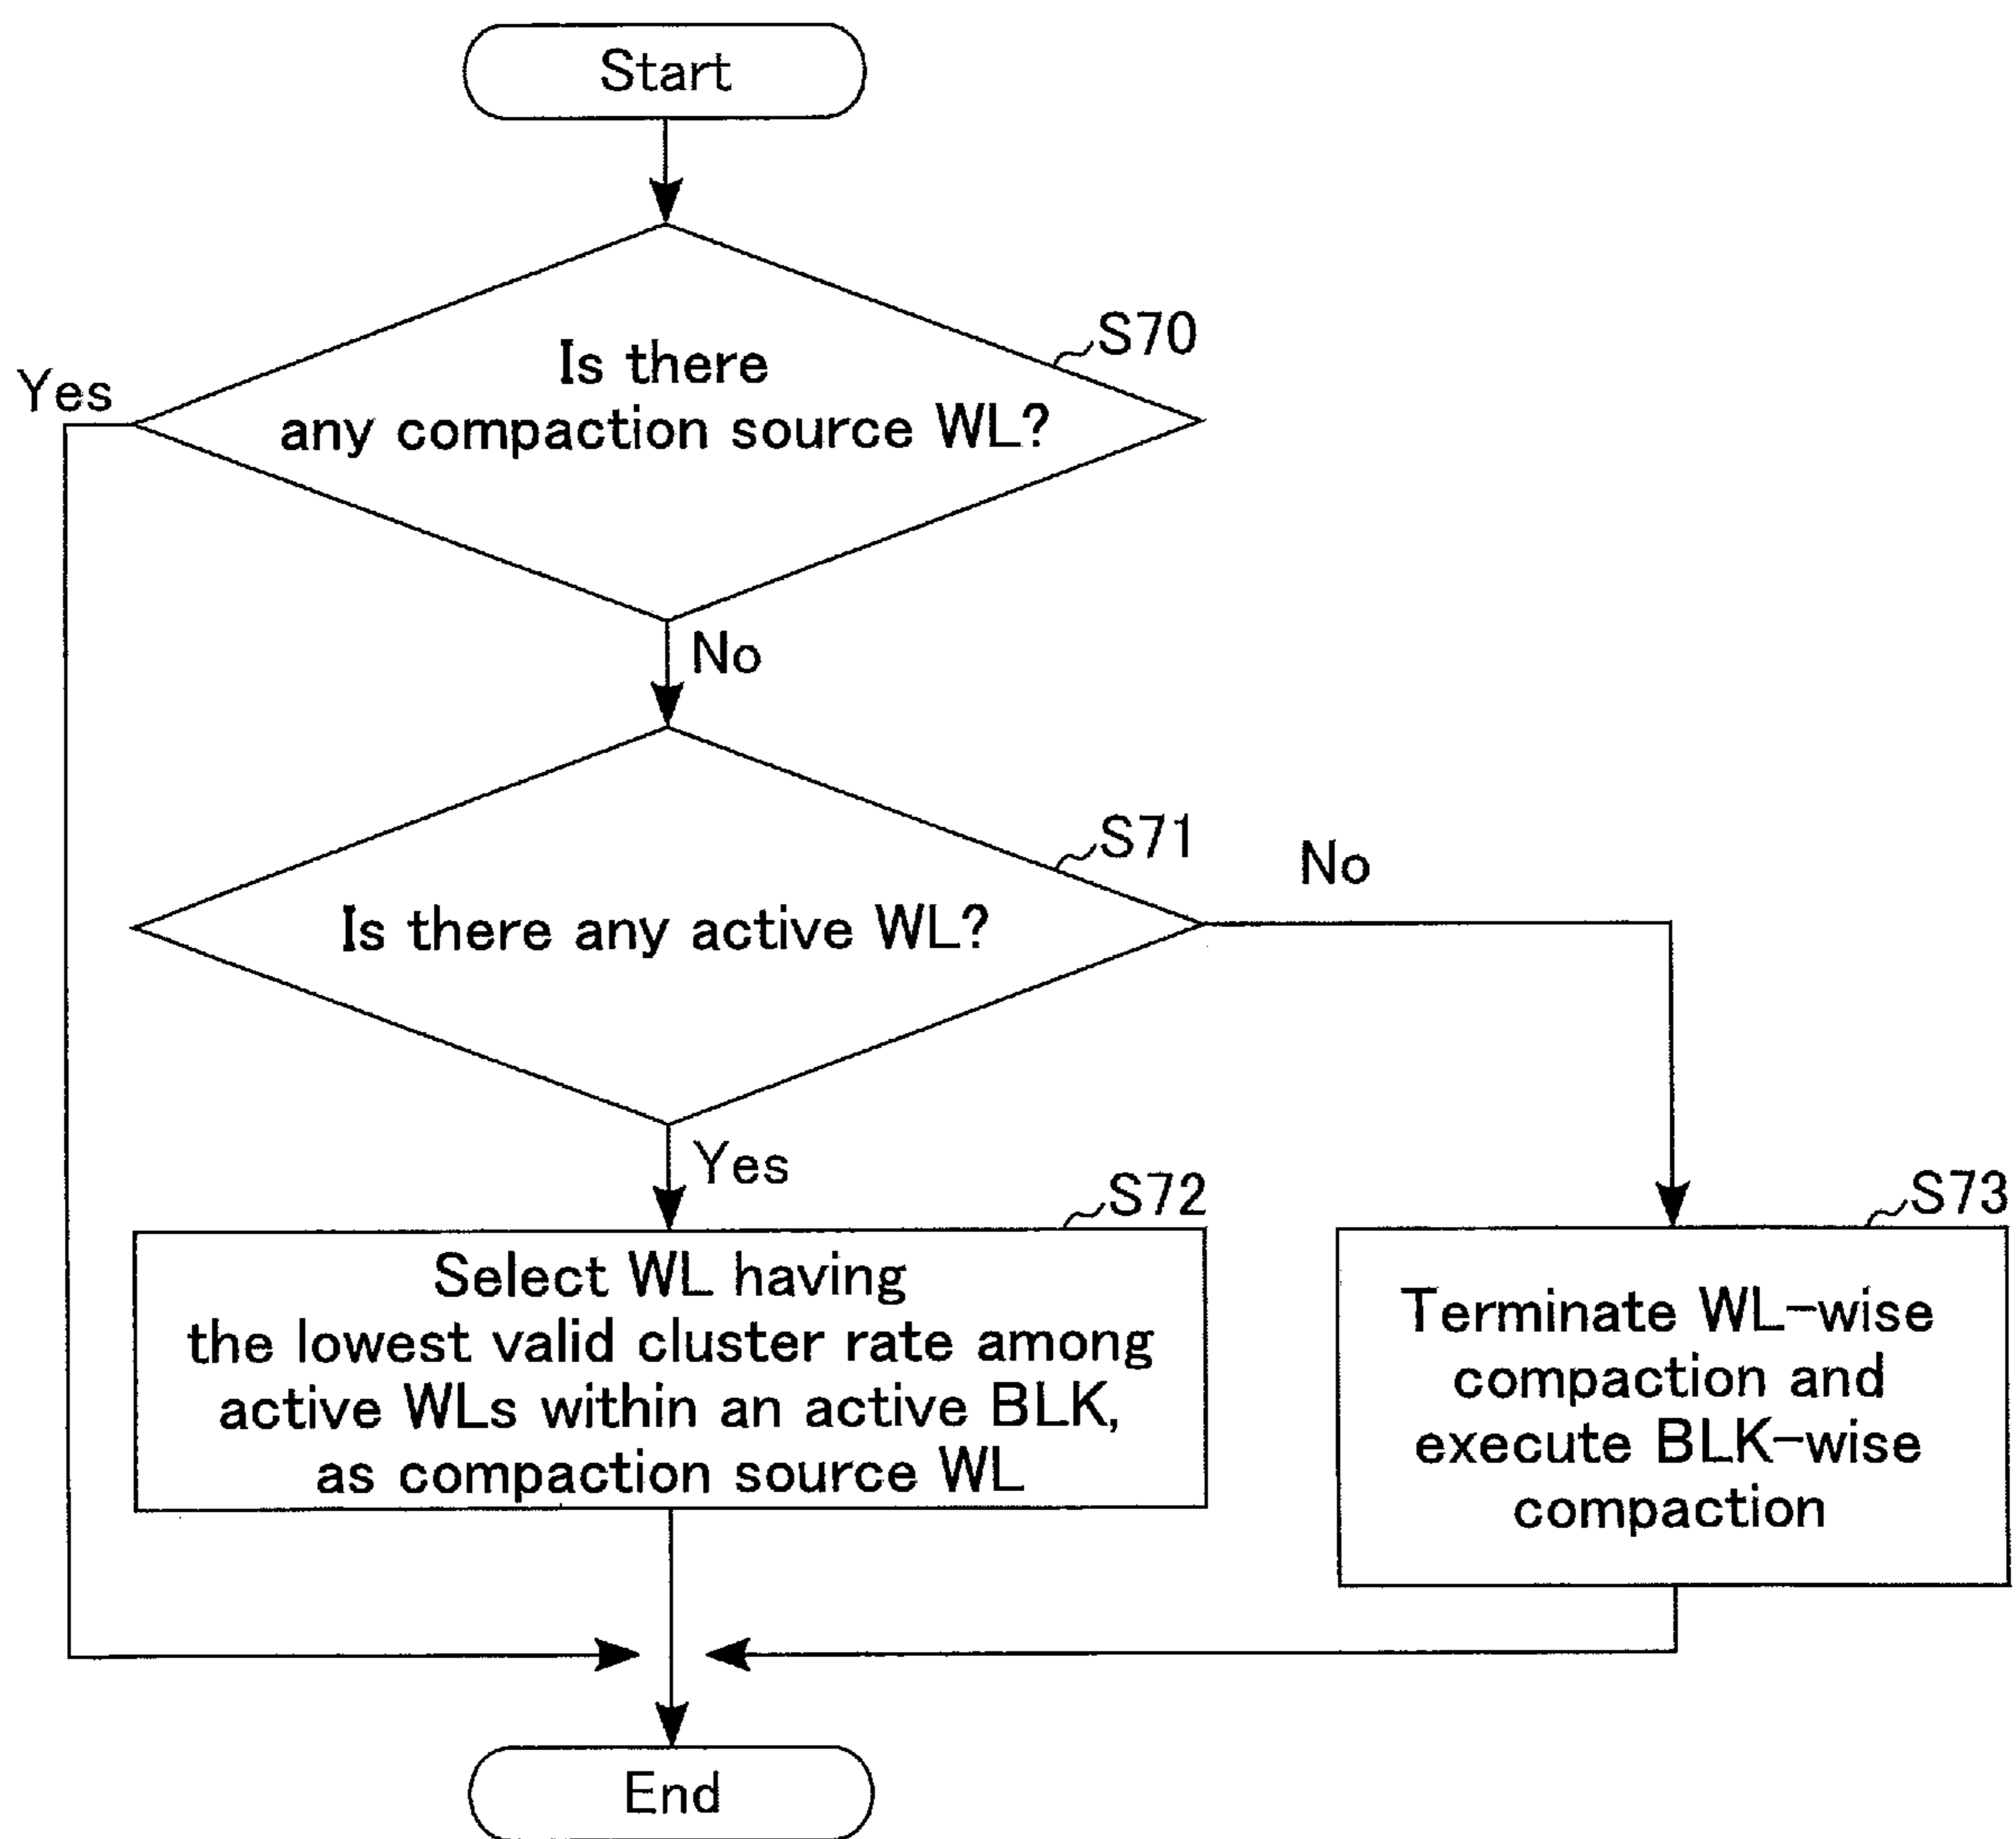 Start
S70
Is there
any compaction source WL?
Yes
No
S71
Is there any active WL?
No
Yes
S72
Select WL having
the lowest valid cluster rate among
active WLs within an active BLK,
as compaction source WL
S73
Terminate WL-wise
compaction and
execute BLK-wise
compaction
End